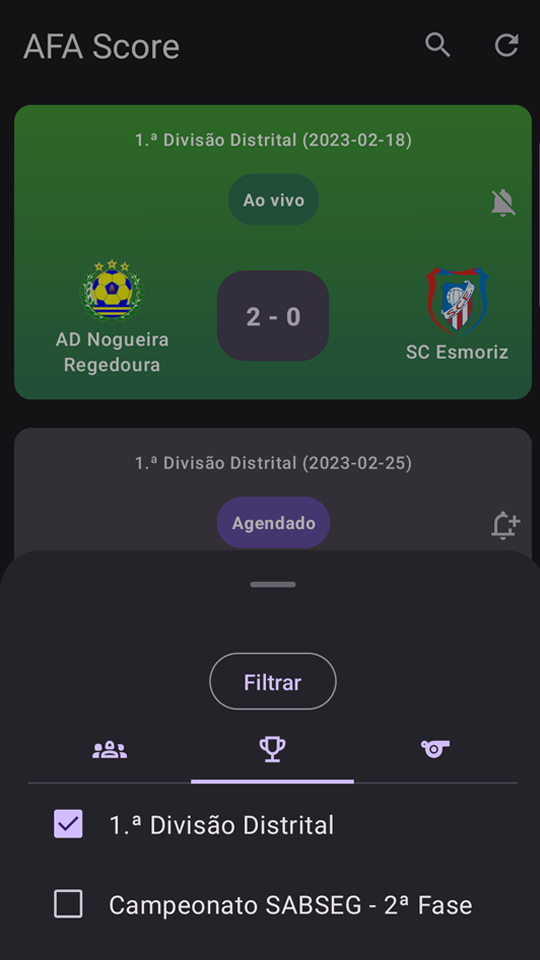 AFA Score
1.ª Divisão Distrital (2023-02-18)
Ao vivo
2 - 0
AD Nogueira
Regedoura
SC Esmoriz
1.ª Divisão Distrital (2023-02-25)
Agendado
Filtrar
1.ª Divisão Distrital
Campeonato SABSEG - 2ª Fase